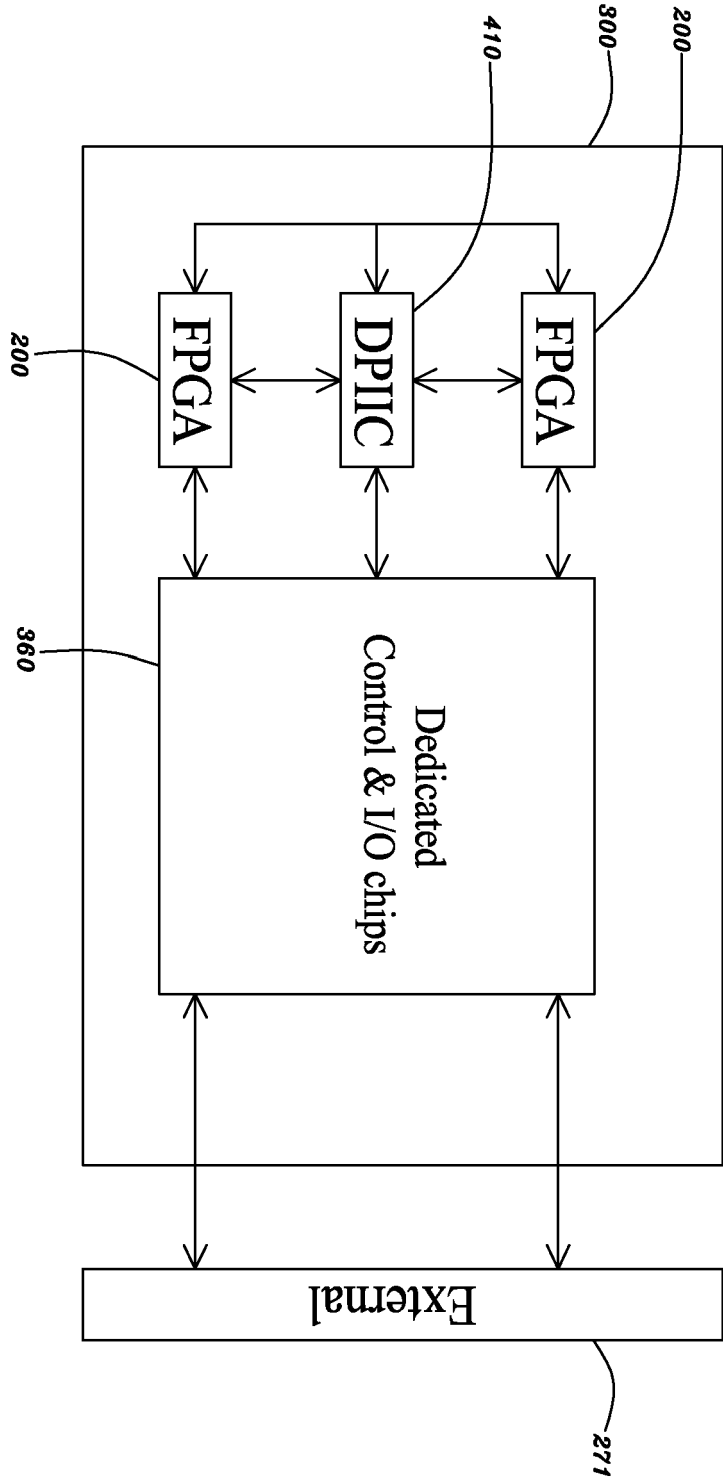 300
200
410
FPGA
DPIIC
FPGA
200
360
Dedicated
Control & I/O chips
External
271